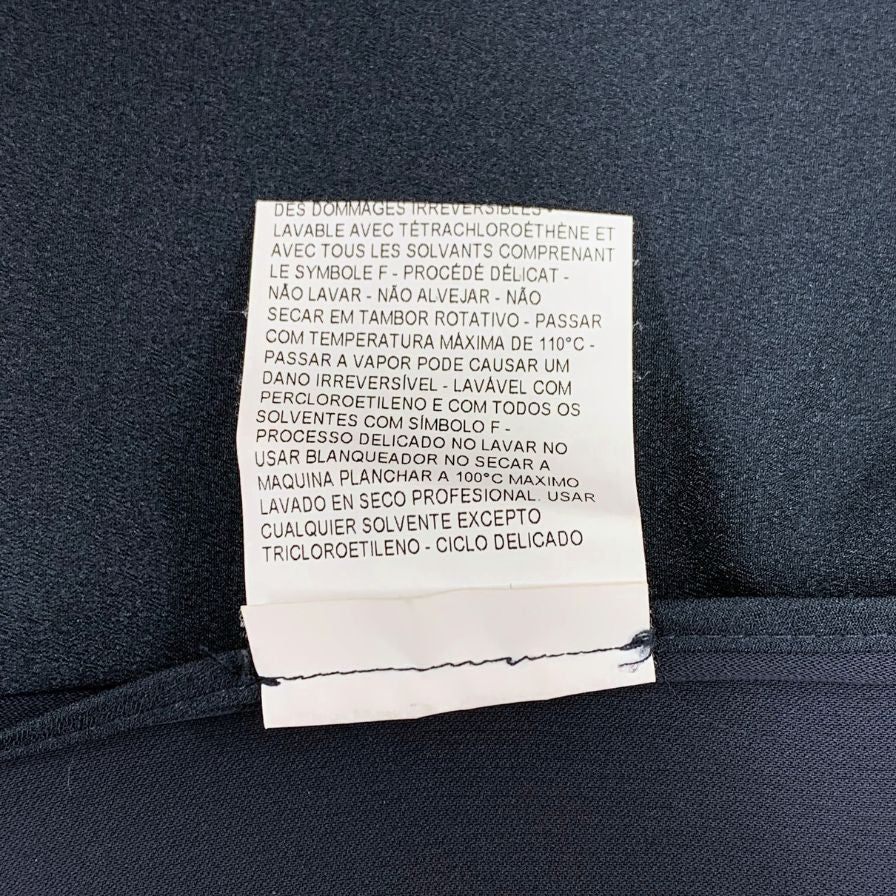 DES DOMMAGES IRREVERSIBLES -
LAVABLE AVEC TÉTRACHLOROÉTHÈNE ET
AVEC TOUS LES SOLVANTS COMPRENANT
LE SYMBOLE F - PROCÉDÉ DÉLICAT -
NÃO LAVAR - NÃO ALVEJAR - NÃO
SECAR EM TAMBOR ROTATIVO - PASSAR
COM TEMPERATURA MÁXIMA DE 110°C -
PASSAR A VAPOR PODE CAUSAR UM
DANO IRREVERSÍVEL - LAVÁVEL COM
PERCLOROETILENO E COM TODOS OS
SOLVENTES COM SÍMBOLO F -
PROCESSO DELICADO NO LAVAR NO
USAR BLANQUEADOR NO SECAR A
MAQUINA PLANCHAR A 100°C MAXIMO
LAVADO EN SECO PROFESIONAL. USAR
CUALQUIER SOLVENTE EXCEPTO
TRICLOROETILENO - CICLO DELICADO